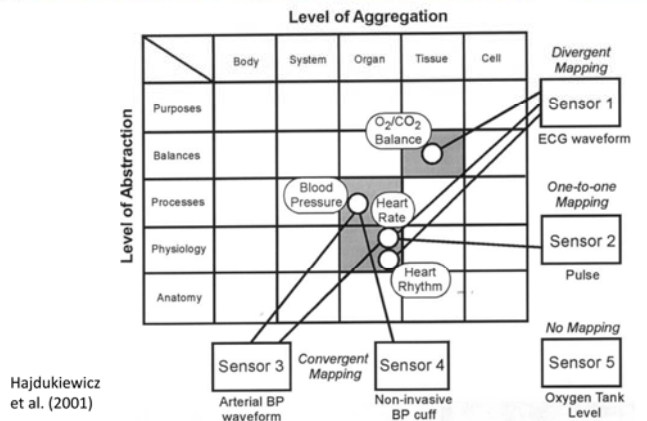 Level of Aggregation
Body System Organ Tissue Cell
Level of Abstraction
Purposes
Balances
Processes
Physiology
Anatomy
O2/CO2
Balance
Blood
Pressure
Heart
Rate
Heart
Rhythm
Divergent
Mapping
Sensor 1
ECG waveform
One-to-one
Mapping
Sensor 2
Pulse
No Mapping
Sensor 5
Oxygen Tank
Level
Sensor 3
Arterial BP
waveform
Convergent
Mapping
Sensor 4
Non-invasive
BP cuff
Hajdukiewicz
et al. (2001)